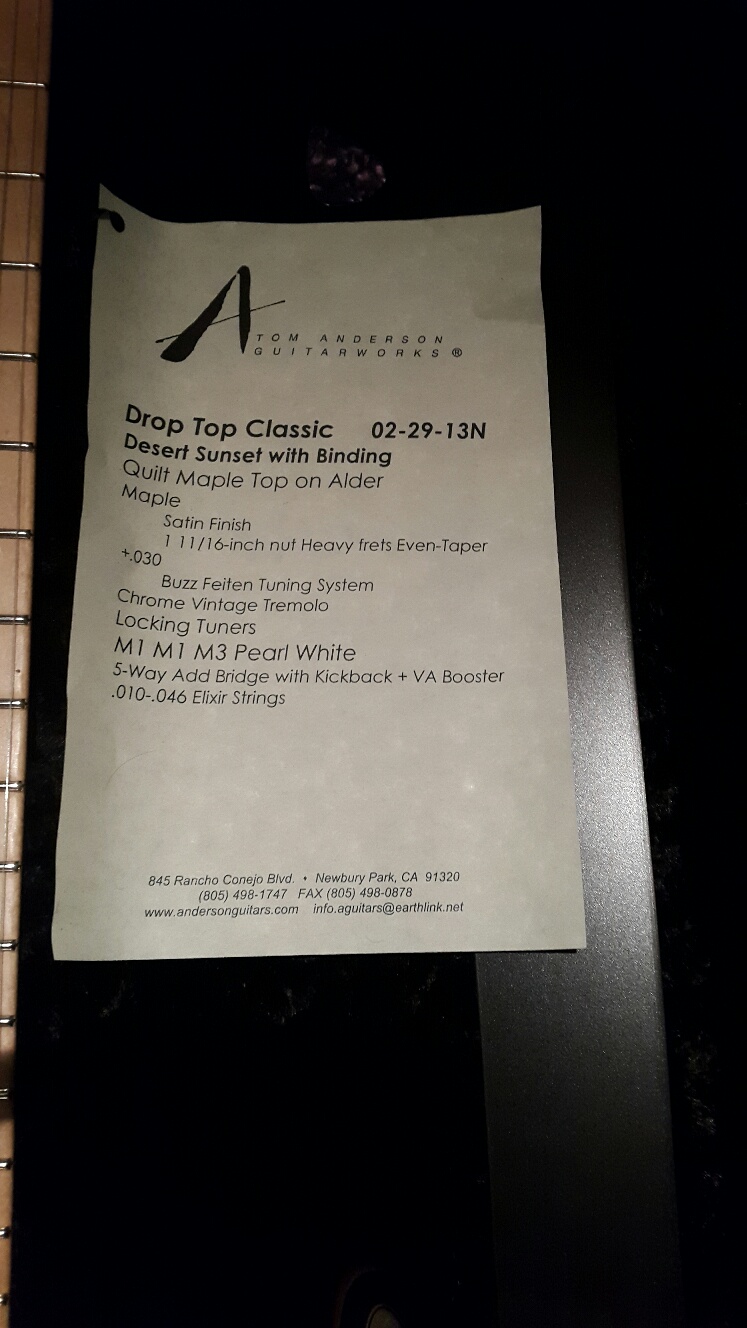 TOM ANDERSON
GUITARWORKS ®
Drop Top Classic 02-29-13N
Desert Sunset with Binding
Quilt Maple Top on Alder
Maple
Satin Finish
1 11/16-inch nut Heavy frets Even-Taper
+.030
Buzz Feiten Tuning System
Chrome Vintage Tremolo
Locking Tuners
M1 M1 M3 Pearl White
5-Way Add Bridge with Kickback + VA Booster
.010-.046 Elixir Strings
845 Rancho Conejo Blvd. • Newbury Park, CA 91320
(805) 498-1747 FAX (805) 498-0878
www.andersonguitars.com info.aguitars@earthlink.net